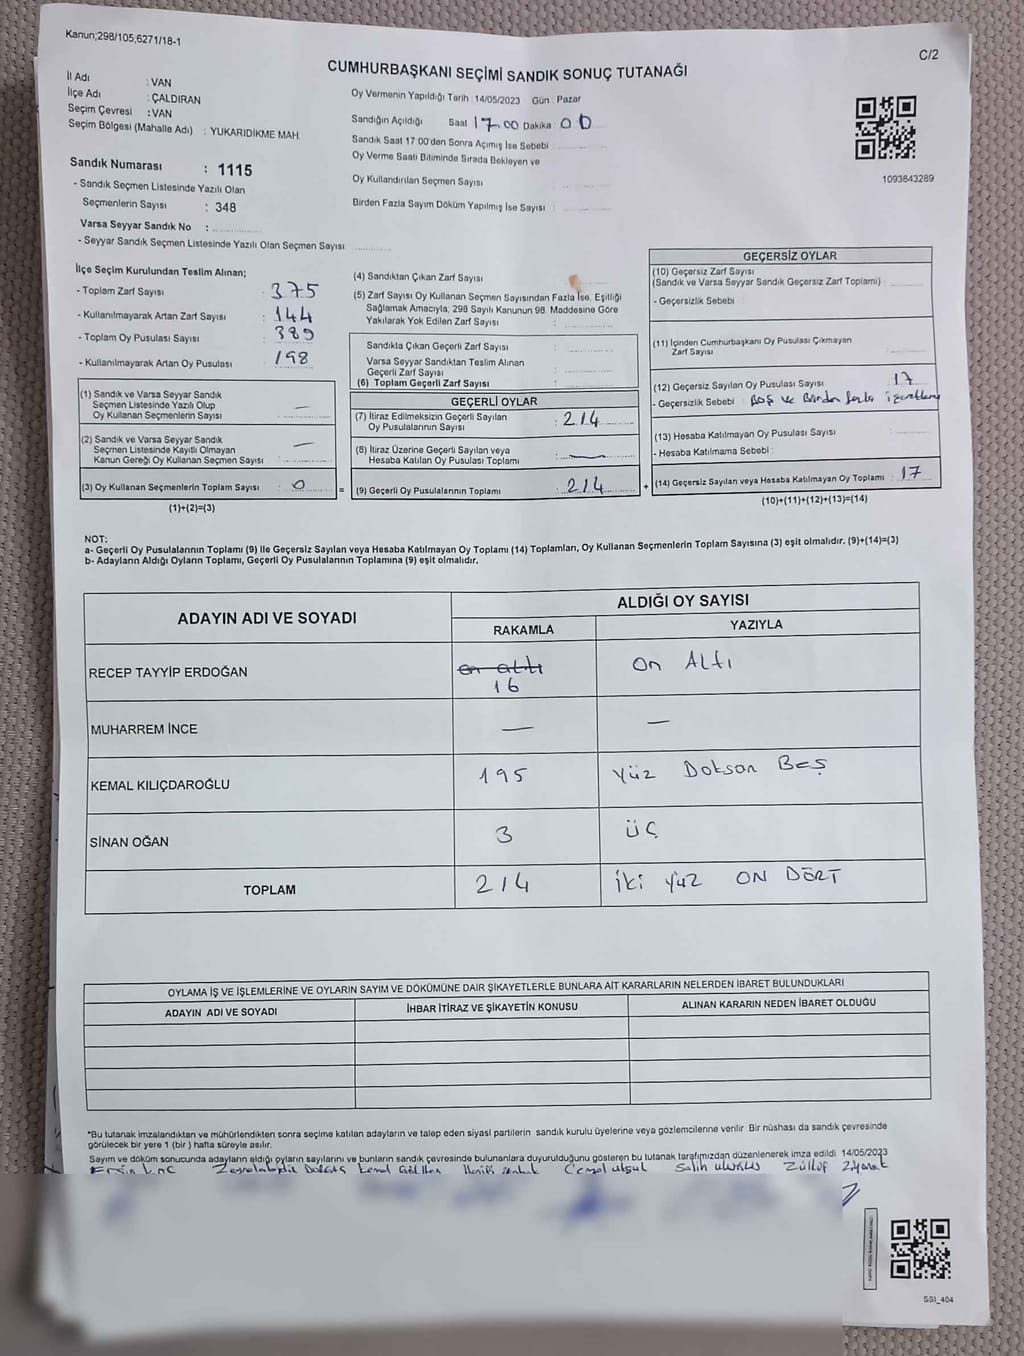 Kanun;298/105,6271/18-1
C/2
CUMHURBAŞKANI SEÇİMİ SANDIK SONUÇ TUTANAĞI
İl Adı : VAN
İlçe Adı : ÇALDIRAN
Seçim Çevresi : VAN
Seçim Bölgesi (Mahalle Adı) : YUKARIDİKME MAH.
Sandık Numarası : 1115
- Sandık Seçmen Listesinde Yazılı Olan
Seçmenlerin Sayısı : 348
Varsa Seyyar Sandık No :
- Seyyar Sandık Seçmen Listesinde Yazılı Olan Seçmen Sayısı:
Oy Vermenin Yapıldığı Tarih : 14/05/2023 Gün : Pazar
Sandığın Açıldığı Saat 17.00 Dakika : 00
Sandık Saat 17:00'den Sonra Açımış İse Sebebi :
Oy Verme Saati Bitiminde Sırada Bekleyen ve
Oy Kullandırılan Seçmen Sayısı :
Birden Fazla Sayım Döküm Yapılmış İse Sayısı :
1093843289
İlçe Seçim Kurulundan Teslim Alınan;
- Toplam Zarf Sayısı : 375
- Kullanılmayarak Artan Zarf Sayısı : 144
- Toplam Oy Pusulası Sayısı : 389
- Kullanılmayarak Artan Oy Pusulası : 198
(1) Sandık ve Varsa Seyyar Sandık
Seçmen Listesinde Yazılı Olup
Oy Kullanan Seçmenlerin Sayısı : —
(2) Sandık ve Varsa Seyyar Sandık
Seçmen Listesinde Kayıtlı Olmayan
Kanun Gereği Oy Kullanan Seçmen Sayısı : —
(3) Oy Kullanan Seçmenlerin Toplam Sayısı : 0
(1)+(2)=(3)
=
(4) Sandıktan Çıkan Zarf Sayısı
(5) Zarf Sayısı Oy Kullanan Seçmen Sayısından Fazla İse, Eşitliği
Sağlamak Amacıyla, 298 Sayılı Kanunun 98. Maddesine Göre
Yakılarak Yok Edilen Zarf Sayısı :
Sandıkla Çıkan Geçerli Zarf Sayısı :
Varsa Seyyar Sandıktan Teslim Alınan
Geçerli Zarf Sayısı :
(6) Toplam Geçerli Zarf Sayısı :
GEÇERLİ OYLAR
(7) İtiraz Edilmeksizin Geçerli Sayılan
Oy Pusulalarının Sayısı : 214
(8) İtiraz Üzerine Geçerli Sayılan veya
Hesaba Katılan Oy Pusulası Toplamı : —
(9) Geçerli Oy Pusulalarının Toplamı : 214
+
GEÇERSİZ OYLAR
(10) Geçersiz Zarf Sayısı
(Sandık ve Varsa Seyyar Sandık Geçersiz Zarf Toplamı) :
- Geçersizlik Sebebi :
(11) İçinden Cumhurbaşkanı Oy Pusulası Çıkmayan
Zarf Sayısı :
(12) Geçersiz Sayılan Oy Pusulası Sayısı : 17
- Geçersizlik Sebebi : Boş ve Birden fazla
(13) Hesaba Katılmayan Oy Pusulası Sayısı :
- Hesaba Katılmama Sebebi :
(14) Geçersiz Sayılan veya Hesaba Katılmayan Oy Toplamı : 17
(10)+(11)+(12)+(13)=(14)
NOT:
a- Geçerli Oy Pusulalarının Toplamı (9) İle Geçersiz Sayılan veya Hesaba Katılmayan Oy Toplamı (14) Toplamları, Oy Kullanan Seçmenlerin Toplam Sayısına (3) eşit olmalıdır. (9)+(14)=(3)
b- Adayların Aldığı Oyların Toplamı, Geçerli Oy Pusulalarının Toplamına (9) eşit olmalıdır.
ADAYIN ADI VE SOYADI
ALDIĞI OY SAYISI
RAKAMLA YAZIYLA
RECEP TAYYİP ERDOĞAN on altı 16 On Altı
MUHARREM İNCE — —
KEMAL KILIÇDAROĞLU 195 Yüz Doksan Beş
SİNAN OĞAN 3 ÜÇ
TOPLAM 214 İki Yüz ON DÖRT
OYLAMA İŞ VE İŞLEMLERİNE VE OYLARIN SAYIM VE DÖKÜMÜNE DAİR ŞİKAYETLERLE BUNLARA AİT KARARLARIN NELERDEN İBARET BULUNDUKLARI
ADAYIN ADI VE SOYADI İHBAR İTİRAZ VE ŞİKAYETİN KONUSU ALINAN KARARIN NEDEN İBARET OLDUĞU
*Bu tutanak imzalandıktan ve mühürlendikten sonra seçime katılan adayların ve talep eden siyasi partilerin sandık kurulu üyelerine veya gözlemcilerine verilir. Bir nüshası da sandık çevresinde
görülecek bir yere 1 (bir) hafta süreyle asılır.
Sayım ve döküm sonucunda adayların aldığı oyların sayılarını ve bunların sandık çevresinde bulunanlara duyurulduğunu gösteren bu tutanak tarafımızdan düzenlenerek imza edildi 14/05/2023
Salih Züllüf
SS1_404